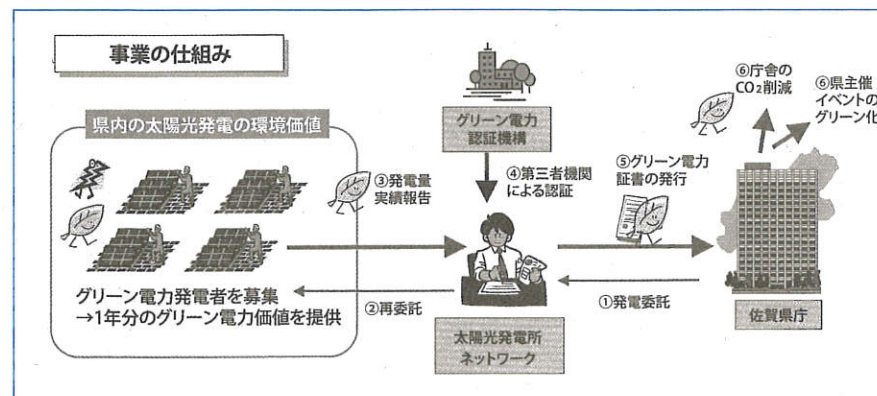 事業の仕組み
県内の太陽光発電の環境価値
グリーン電力発電者を募集
→1年分のグリーン電力価値を提供
③発電量
実績報告
②再委託
グリーン電力
認証機構
④第三者機関
による認証
太陽光発電所
ネットワーク
⑤グリーン電力
証書の発行
①発電委託
⑥庁舎の
CO₂削減
⑥県主催
イベントの
グリーン化
佐賀県庁